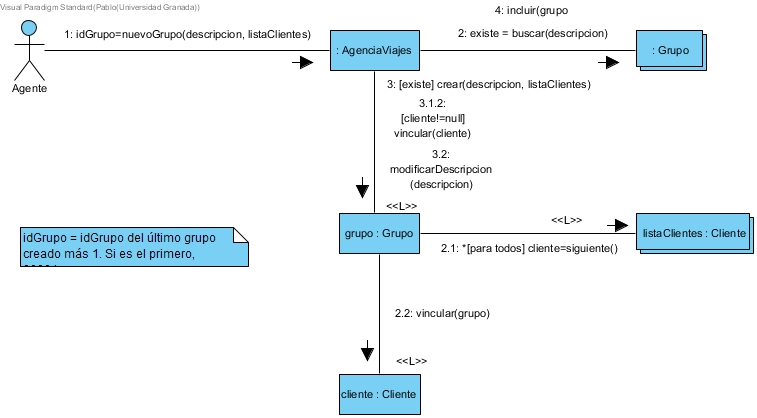 Visual Paradigm Standard(Pablo(Universidad Granada))
4: incluir(grupo
1: idGrupo=nuevoGrupo(descripcion, listaClientes)
2: existe = buscar(descripcion)
: AgenciaViajes
: Grupo
Agente
3: [existe] crear(descripcion, listaClientes)
3.1.2:
[cliente!=null]
vincular(cliente)
3.2:
modificarDescripcion
(descripcion)
<<L>>
<<L>>
idGrupo = idGrupo del último grupo
creado más 1. Si es el primero,
grupo : Grupo
listaClientes : Cliente
2.1: *[para todos] cliente=siguiente()
2.2: vincular(grupo)
<<L>>
cliente : Cliente